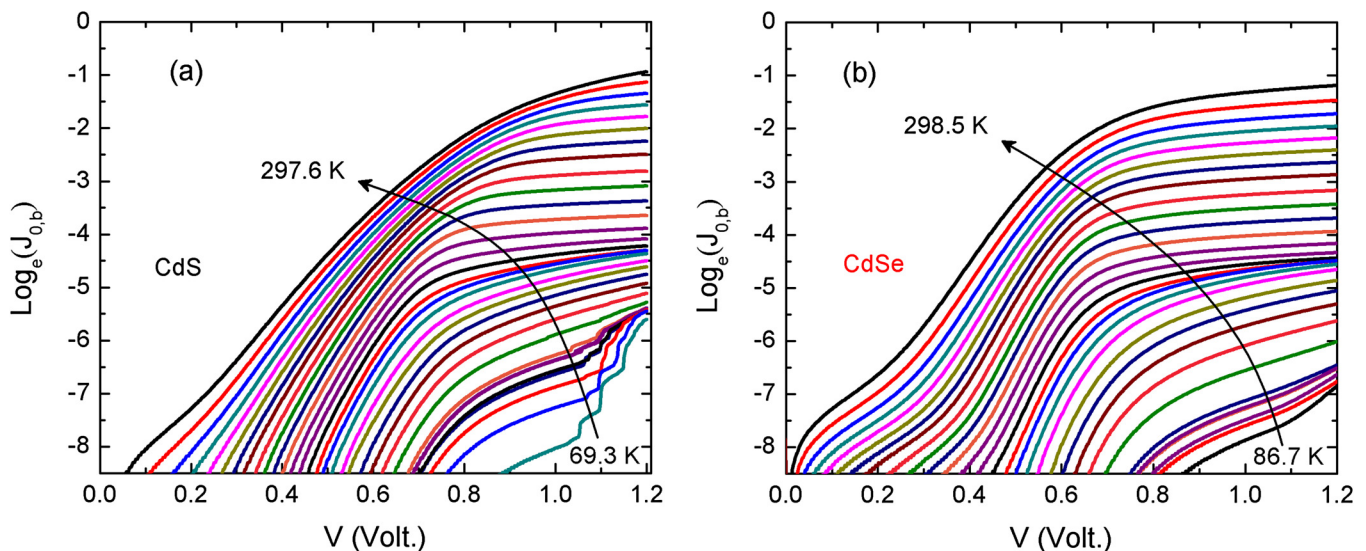 (a)
297.6 K
CdS
69.3 K
0
-1
-2
-3
-4
-5
-6
-7
-8
Log_e(J_0,b)
0.0 0.2 0.4 0.6 0.8 1.0 1.2
V (Volt.)
(b)
298.5 K
CdSe
86.7 K
0
-1
-2
-3
-4
-5
-6
-7
-8
Log_e(J_0,b)
0.0 0.2 0.4 0.6 0.8 1.0 1.2
V (Volt.)